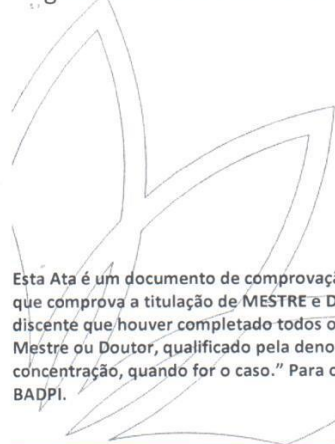 Esta Ata é um documento de comprovaç
que comprova a titulação de MESTRE e D
discente que houver completado todos o
Mestre ou Doutor, qualificado pela deno
concentração, quando for o caso." Para c
BADPI.